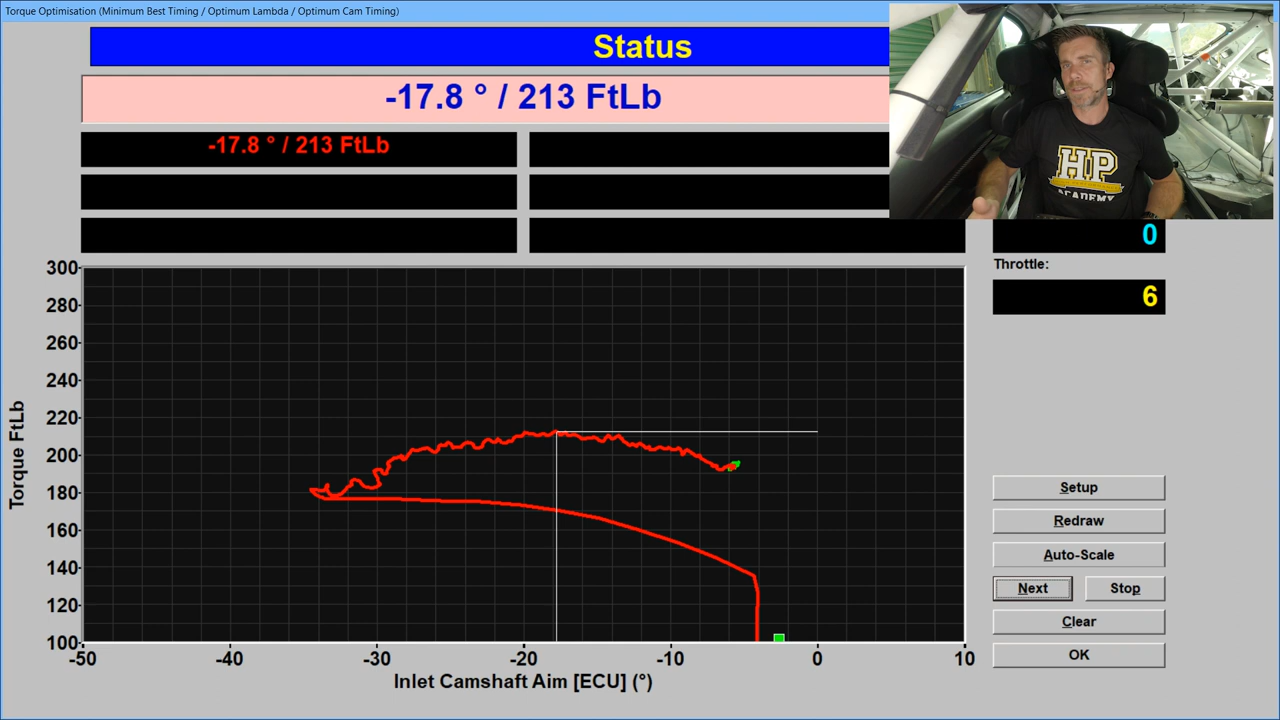 Torque Optimisation (Minimum Best Timing / Optimum Lambda / Optimum Cam Timing)
Status
-17.8 ° / 213 FtLb
-17.8 ° / 213 FtLb
HP
ACADEMY
0
Throttle:
6
300
280
260
240
220
200
180
160
140
120
100
Torque FtLb
-50
-40
-30
-20
-10
0
10
Inlet Camshaft Aim [ECU] (°)
Setup
Redraw
Auto-Scale
Next
Stop
Clear
OK